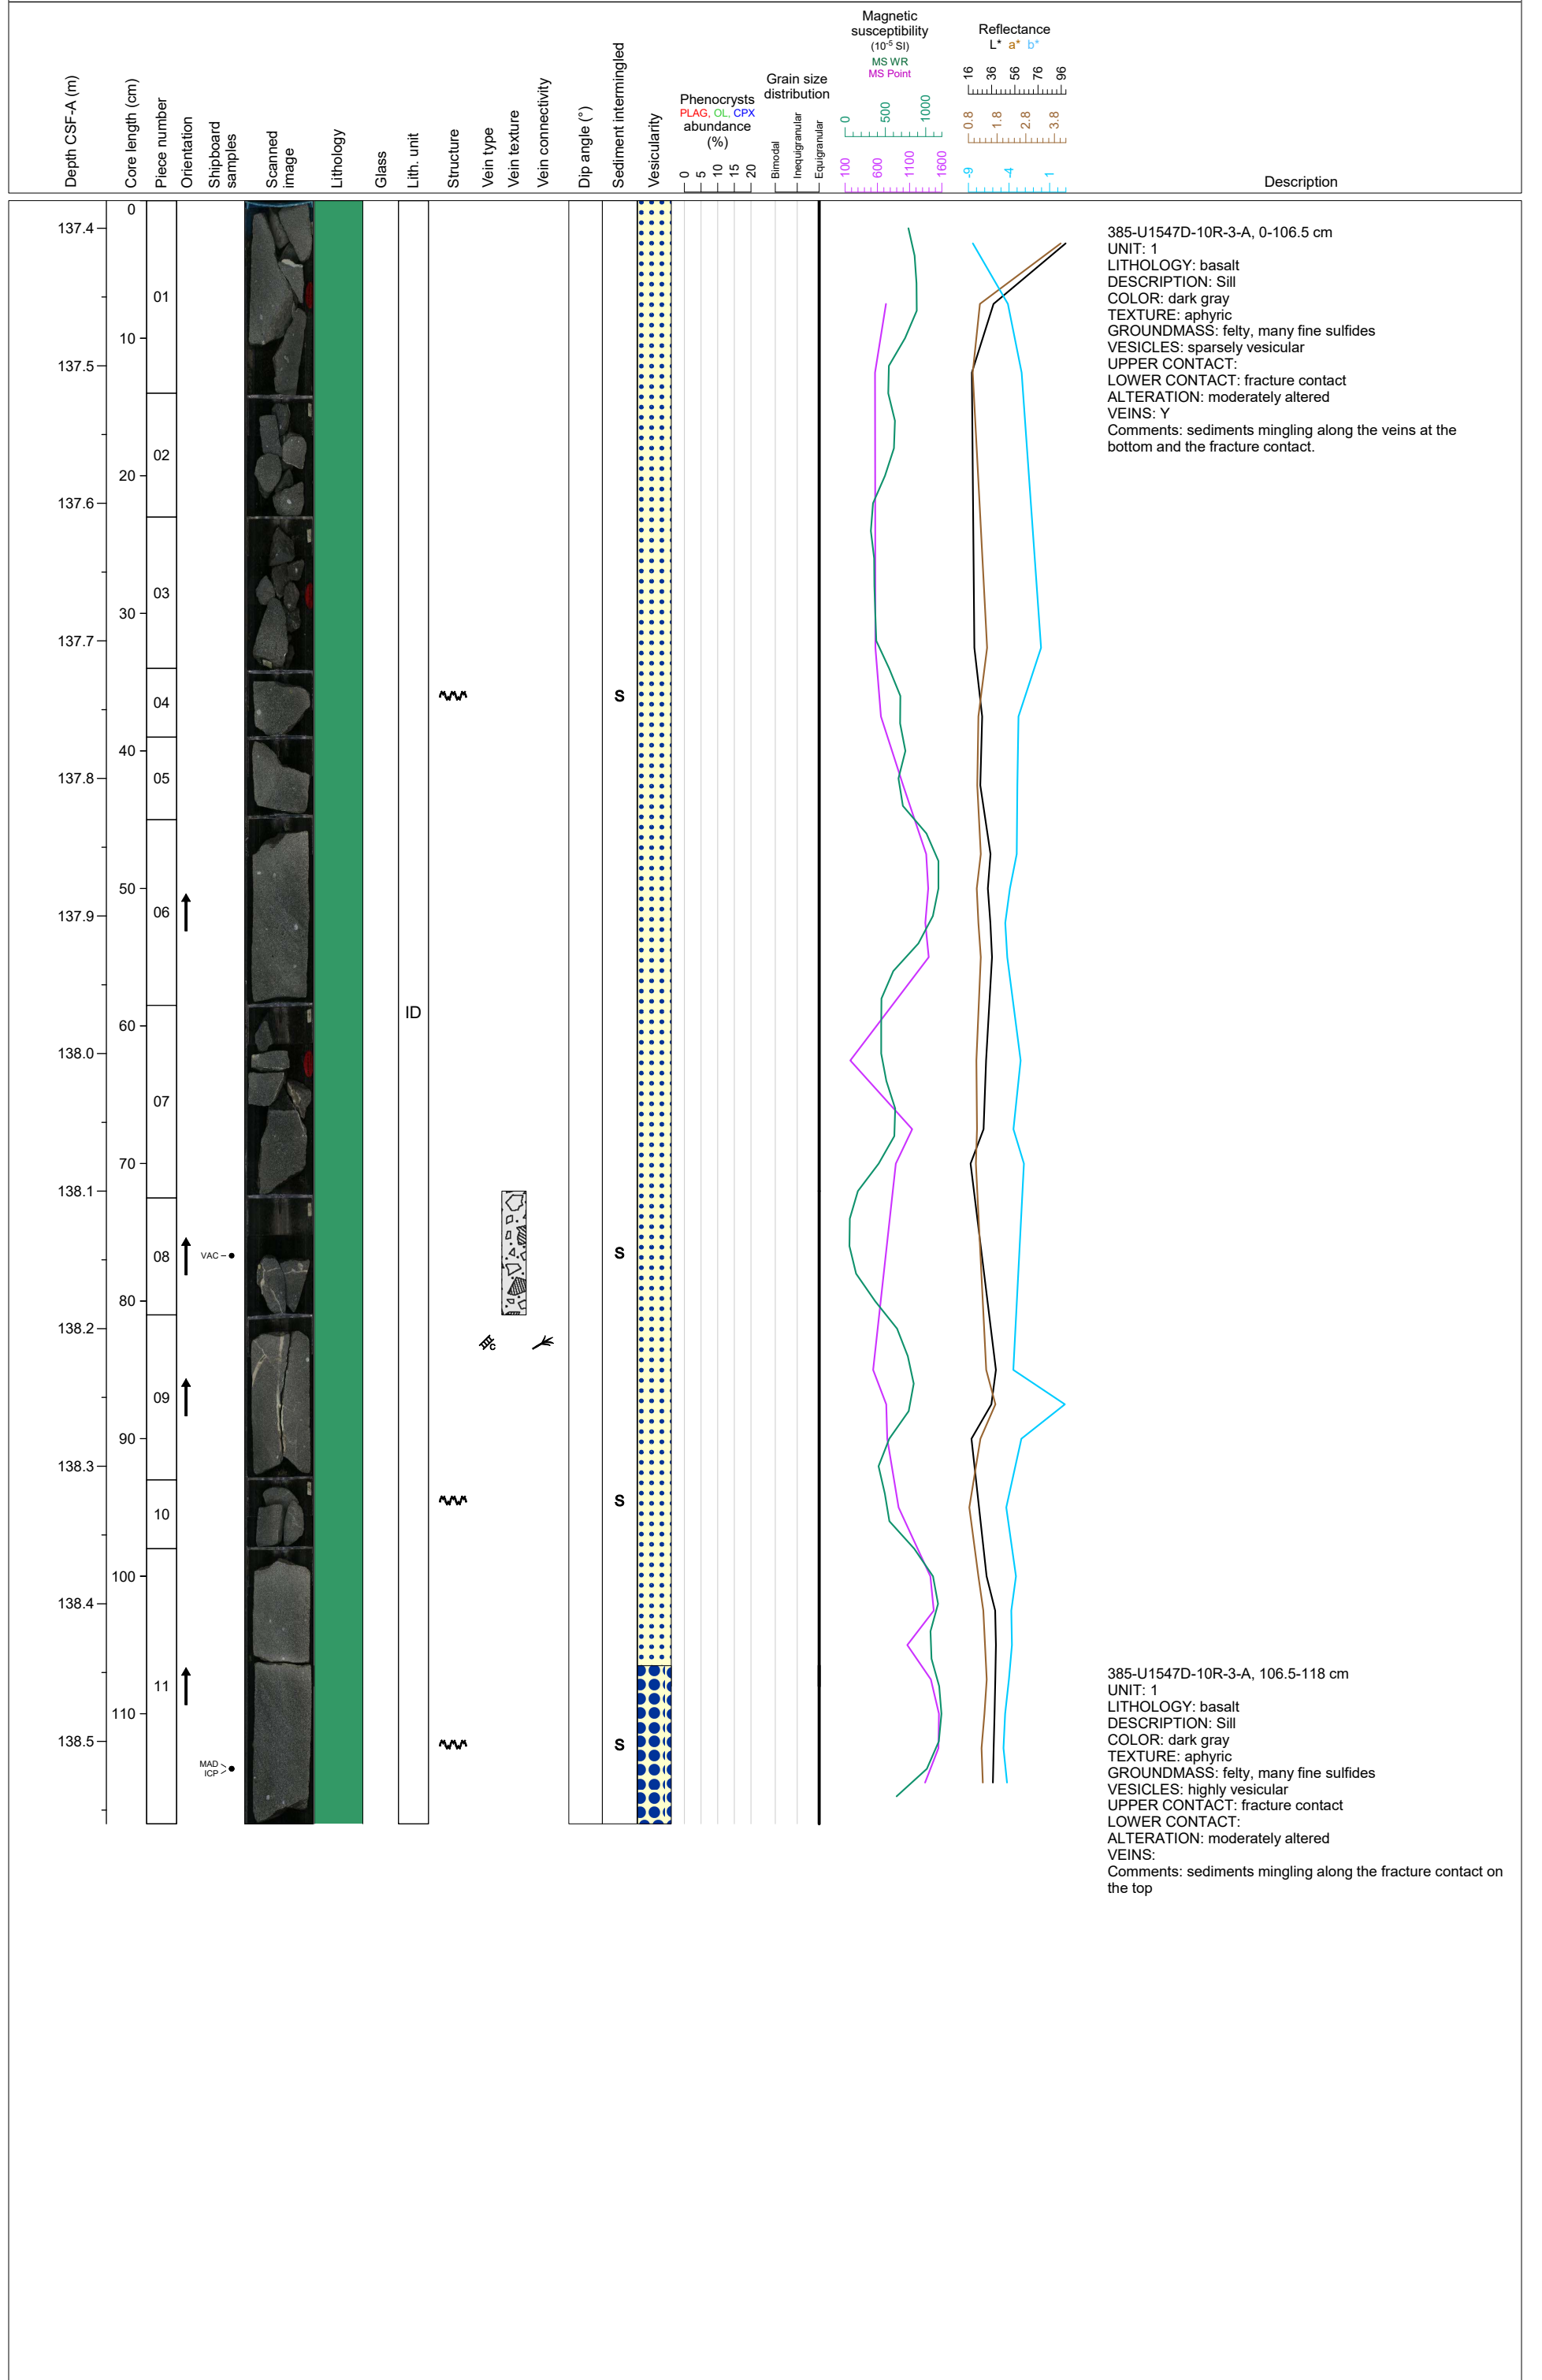 Depth CSF-A (m)
Core length (cm)
Piece number
Orientation
Shipboard
samples
Scanned
image
Lithology
Glass
Lith. unit
Structure
Vein type
Vein texture
Vein connectivity
Dip angle (°)
Sediment intermingled
Vesicularity
Phenocrysts
PLAG, OL, CPX
abundance
(%)
0 5 10 15 20
Grain size
distribution
Bimodal
Inequigranular
Equigranular
Magnetic
susceptibility
(10-5 SI)
MS WR
MS Point
0 500 1000
100 600 1100 1600
Reflectance
L* a* b*
16 36 56 76 96
0.8 1.8 2.8 3.8
-9 -4 1
Description
137.4
137.5
137.6
137.7
137.8
137.9
138.0
138.1
138.2
138.3
138.4
138.5
0
10
20
30
40
50
60
70
80
90
100
110
01
02
03
04
05
06
07
08
09
10
11
VAC
MAD
ICP
ID
c
S
S
S
S
385-U1547D-10R-3-A, 0-106.5 cm
UNIT: 1
LITHOLOGY: basalt
DESCRIPTION: Sill
COLOR: dark gray
TEXTURE: aphyric
GROUNDMASS: felty, many fine sulfides
VESICLES: sparsely vesicular
UPPER CONTACT:
LOWER CONTACT: fracture contact
ALTERATION: moderately altered
VEINS: Y
Comments: sediments mingling along the veins at the
bottom and the fracture contact.
385-U1547D-10R-3-A, 106.5-118 cm
UNIT: 1
LITHOLOGY: basalt
DESCRIPTION: Sill
COLOR: dark gray
TEXTURE: aphyric
GROUNDMASS: felty, many fine sulfides
VESICLES: highly vesicular
UPPER CONTACT: fracture contact
LOWER CONTACT:
ALTERATION: moderately altered
VEINS:
Comments: sediments mingling along the fracture contact on
the top